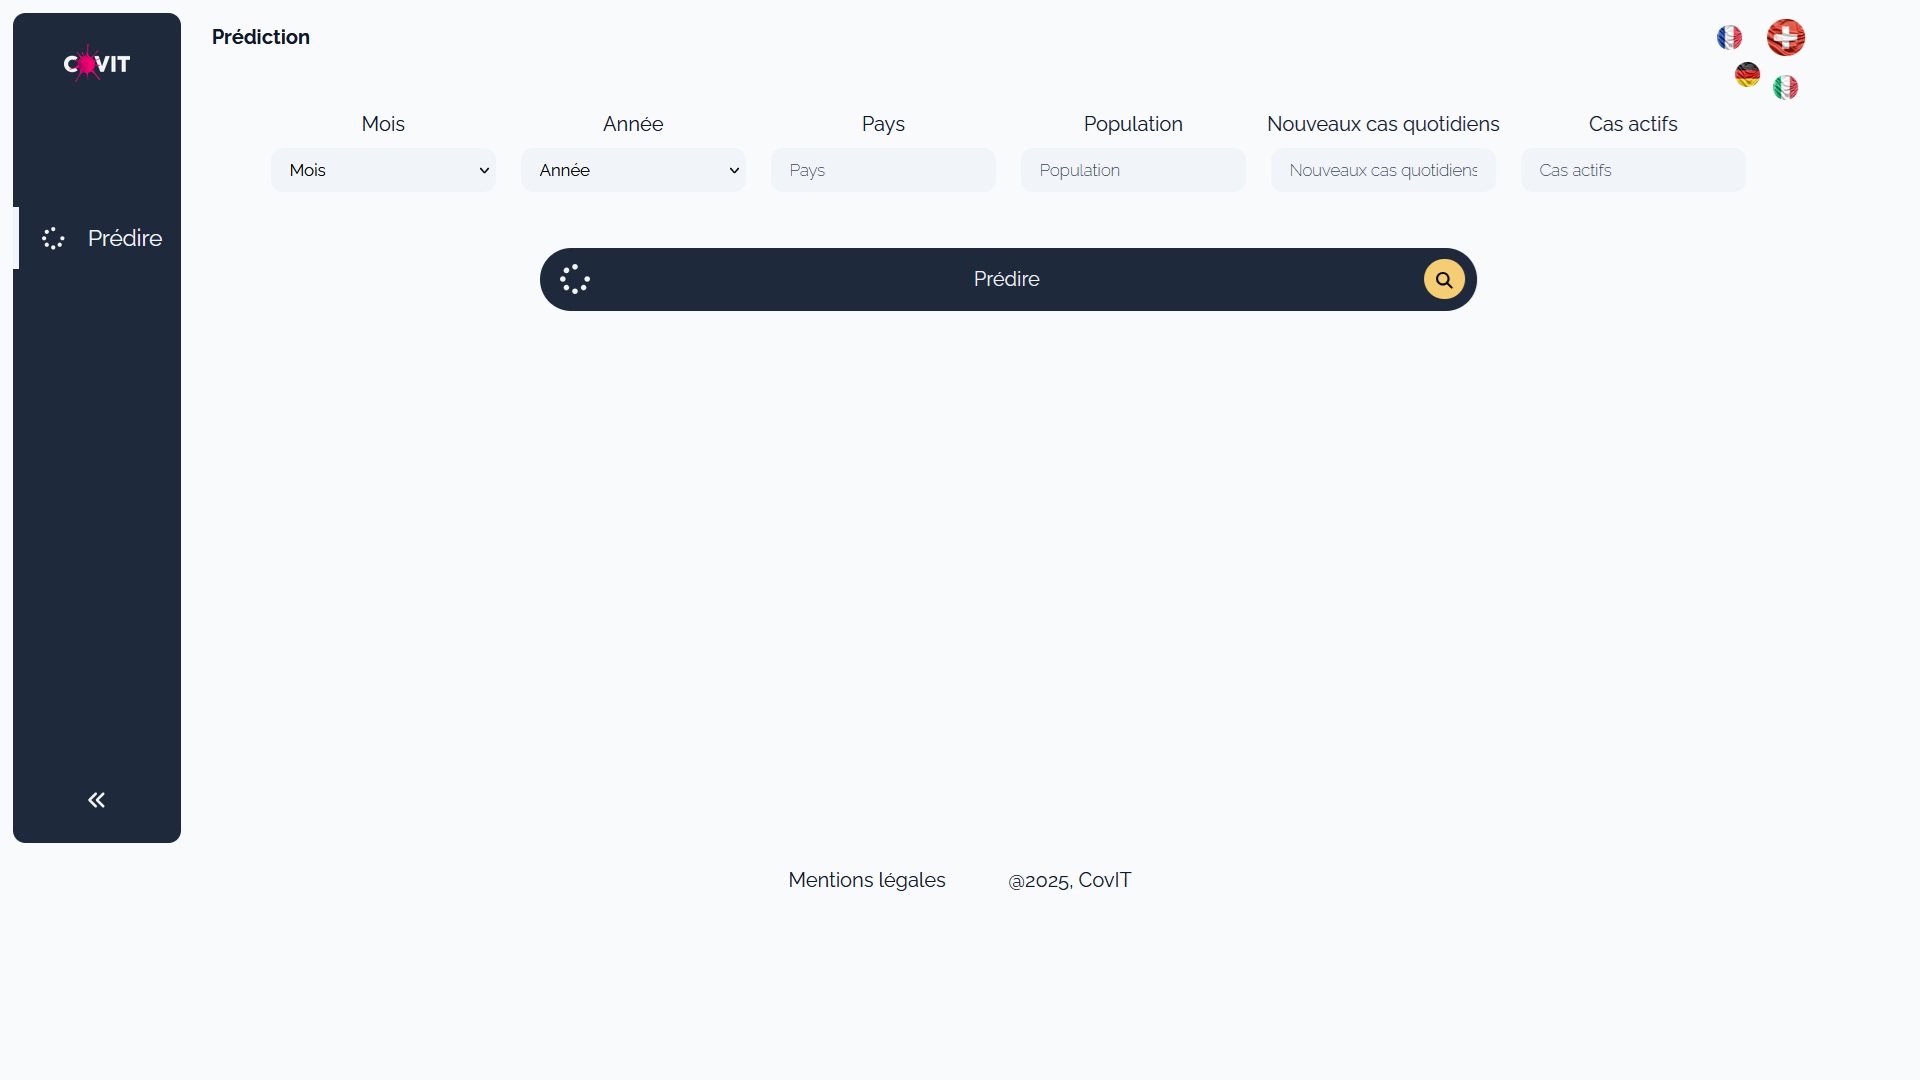 COVIT
Prédiction
Mois
Année
Pays
Population
Nouveaux cas quotidiens
Cas actifs
Mois
Année
Pays
Population
Nouveaux cas quotidiens
Cas actifs
Prédire
Prédire
Mentions légales
@2025, CovIT